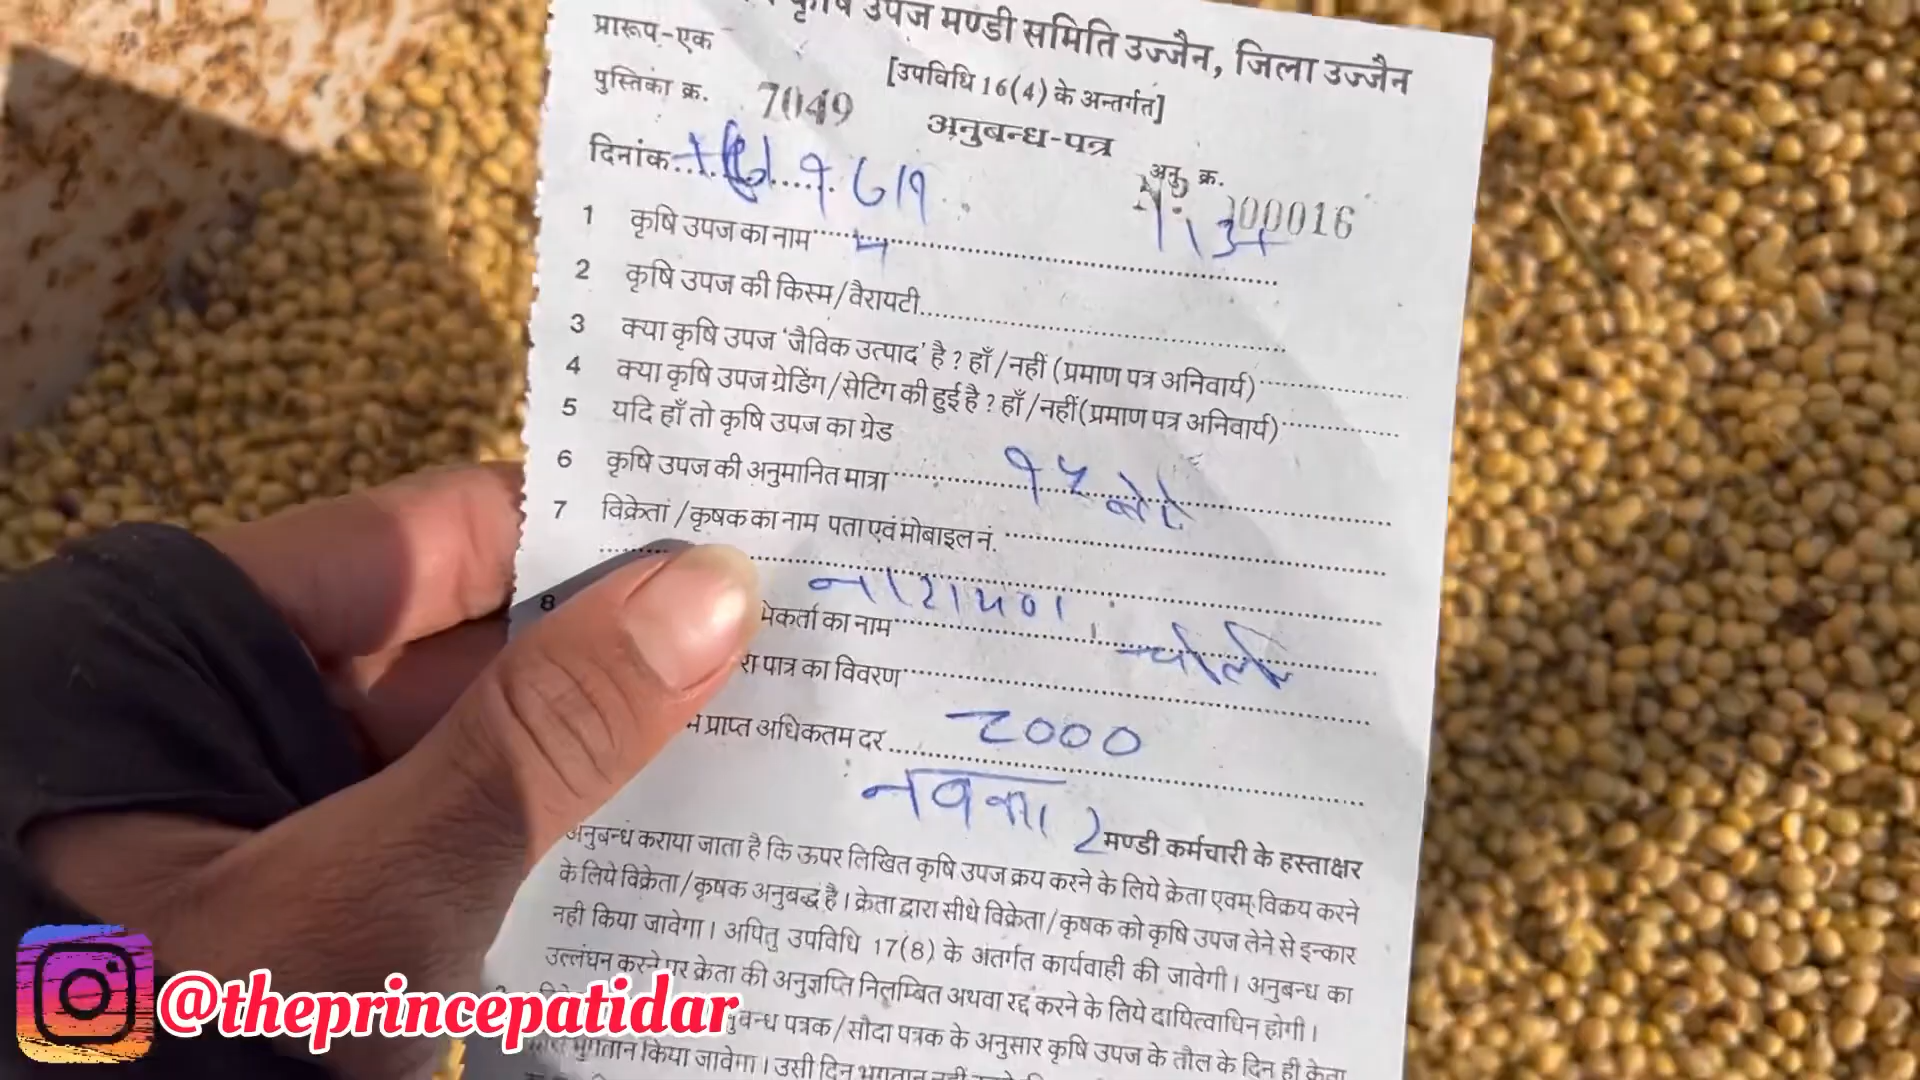 कृषि उपज मण्डी समिति उज्जैन, जिला उज्जैन
प्रारूप-एक
[उपविधि 16(4) के अन्तर्गत]
पुस्तिका क्र. 7049
अनुबन्ध-पत्र
दिनांक
अनु. क्र. 00016
1 कृषि उपज का नाम
2 कृषि उपज की किस्म/वैरायटी
3 क्या कृषि उपज 'जैविक उत्पाद' है ? हाँ/नहीं (प्रमाण पत्र अनिवार्य)
4 क्या कृषि उपज ग्रेडिंग/सेटिग की हुई है ? हाँ/नहीं (प्रमाण पत्र अनिवार्य)
5 यदि हाँ तो कृषि उपज का ग्रेड
6 कृषि उपज की अनुमानित मात्रा
7 विक्रेतां/कृषक का नाम पता एवं मोबाइल नं.
नारायण
8 का नाम
पात्र का विवरण
प्राप्त अधिकतम दर 2000
मण्डी कर्मचारी के हस्ताक्षर
अनुबन्ध कराया जाता है कि ऊपर लिखित कृषि उपज क्रय करने के लिये क्रेता एवम् विक्रय करने
के लिये विक्रेता/कृषक अनुबद्ध है। क्रेता द्वारा सीधे विक्रेता/कृषक को कृषि उपज लेने से इन्कार
नही किया जावेगा। अपितु उपविधि 17(8) के अंतर्गत कार्यवाही की जावेगी। अनुबन्ध का
उल्लंघन करने पर क्रेता की अनुज्ञप्ति निलम्बित अथवा रद्द करने के लिये दायित्वाधिन होगी।
पत्रक/सौदा पत्रक के अनुसार कृषि उपज के तौल के दिन ही क्रेता
भुगतान किया जावेगा। उसी दिन भुगतान नहीं
@theprincepatidar